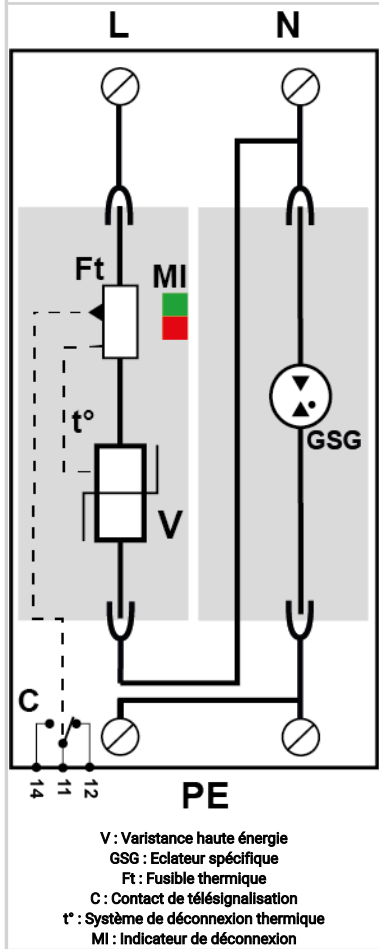 L N
Ft MI
t°
GSG
V
C
14 11 12
PE
V : Varistance haute énergie
GSG : Eclateur spécifique
Ft : Fusible thermique
C : Contact de télésignalisation
t° : Système de déconnexion thermique
MI : Indicateur de déconnexion